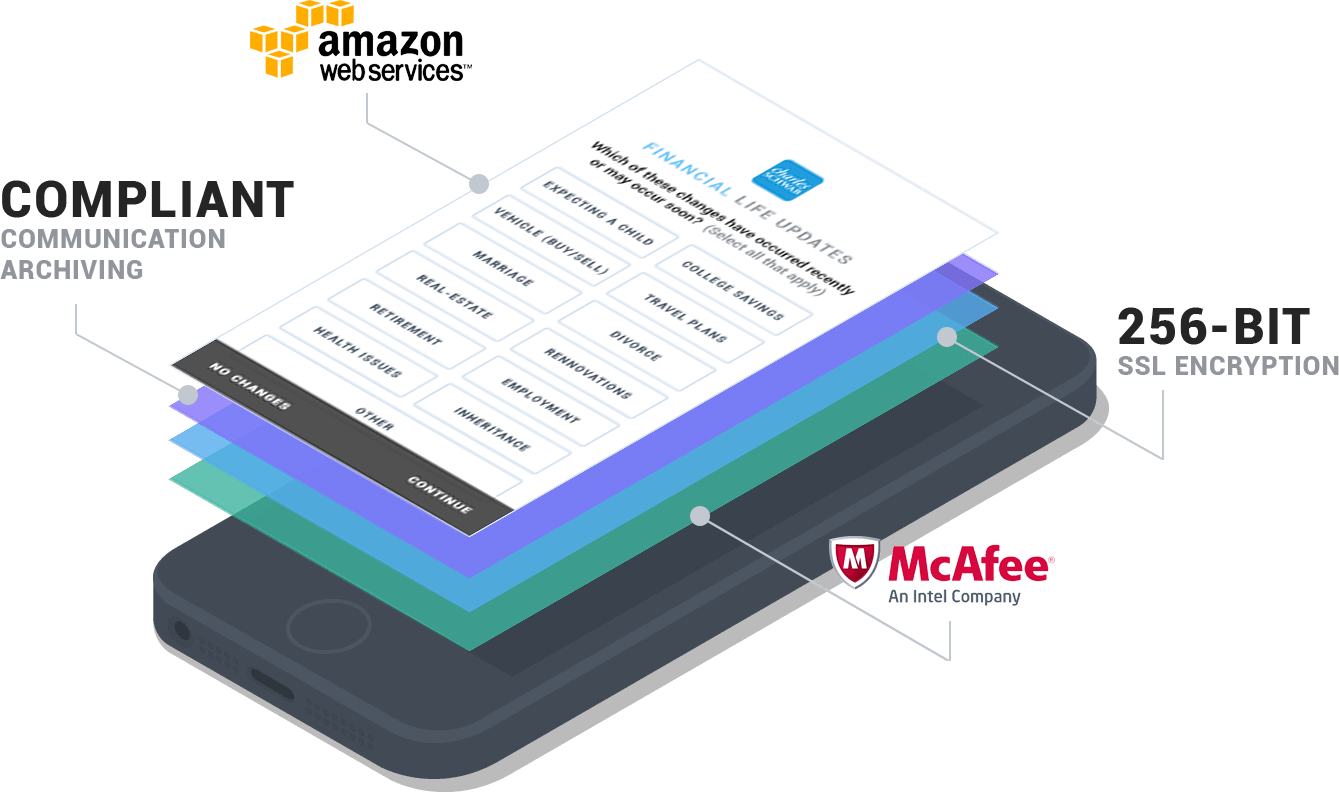 amazon
web services™
COMPLIANT
COMMUNICATION
ARCHIVING
charles
SCHWAB
FINANCIAL LIFE UPDATES
Which of these changes have occurred recently
or may occur soon? (Select all that apply)
EXPECTING A CHILD
COLLEGE SAVINGS
VEHICLE (BUY/SELL)
TRAVEL PLANS
MARRIAGE
DIVORCE
REAL-ESTATE
RENNOVATIONS
RETIREMENT
EMPLOYMENT
HEALTH ISSUES
INHERITANCE
OTHER
NO CHANGES
CONTINUE
256-BIT
SSL ENCRYPTION
M
McAfee®
An Intel Company